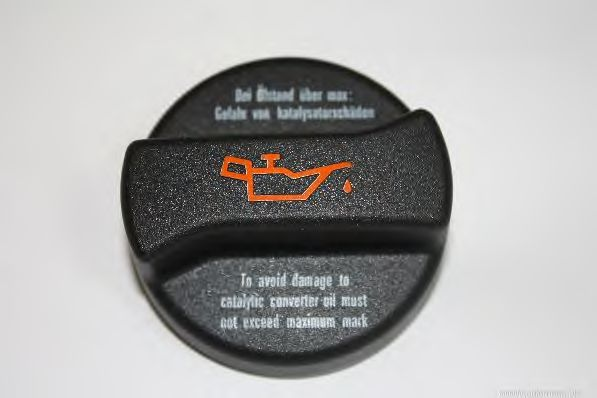 Bei Ölstand über max:
Gefahr von katalysatorschäden
To avoid damage to
catalytic converter oil must
not exceed maximum mark